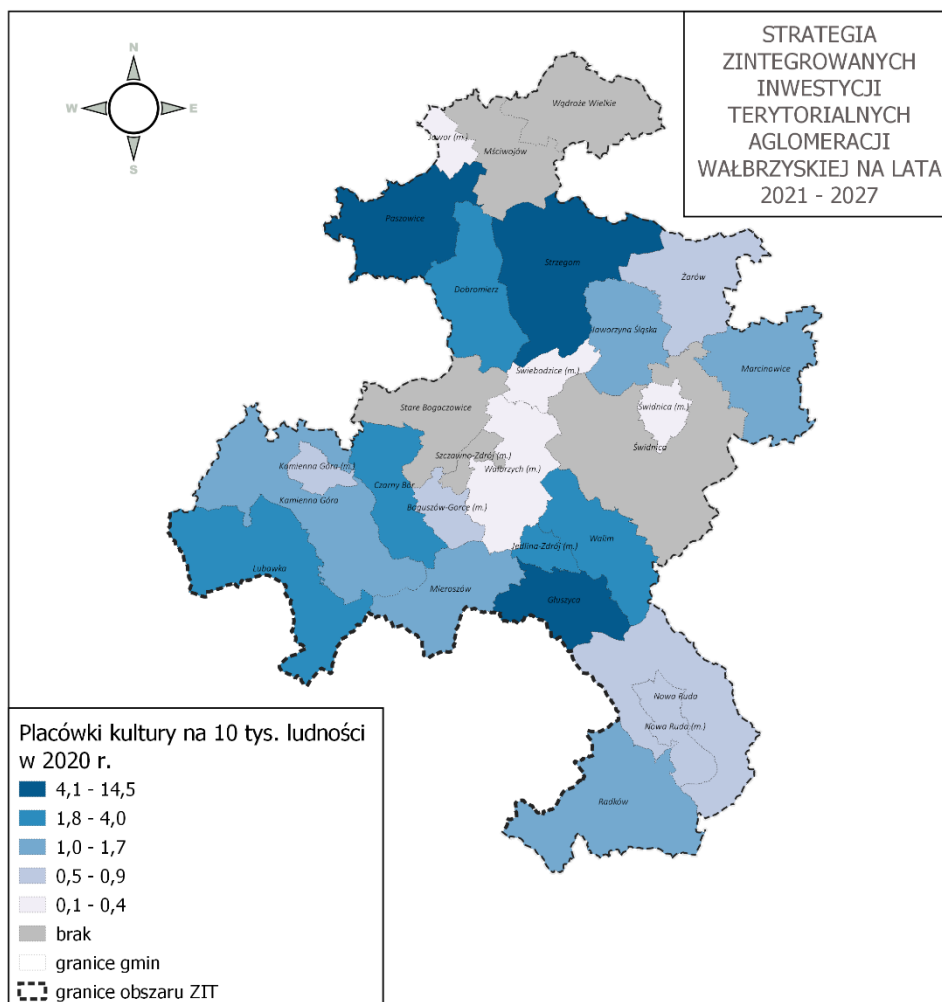 STRATEGIA
ZINTEGROWANYCH
INWESTYCJI
TERYTORIALNYCH
AGLOMERACJI
WAŁBRZYSKIEJ NA LATA
2021 - 2027
N
W
E
S
Wądroże Wielkie
Jawor (m.)
Mściwojów
Paszowice
Strzegom
Żarów
Dobromierz
Jaworzyna Śląska
Marcinowice
Świebodzice (m.)
Stare Bogaczowice
Świdnica (m.)
Świdnica
Szczawno-Zdrój (m.)
Kamienna Góra (m.)
Wałbrzych (m.)
Czarny Bór
Kamienna Góra
Boguszów-Gorce (m.)
Walim
Jedlina-Zdrój (m.)
Lubawka
Mieroszów
Głuszyca
Nowa Ruda
Nowa Ruda (m.)
Radków
Placówki kultury na 10 tys. ludności
w 2020 r.
4,1 - 14,5
1,8 - 4,0
1,0 - 1,7
0,5 - 0,9
0,1 - 0,4
brak
granice gmin
granice obszaru ZIT